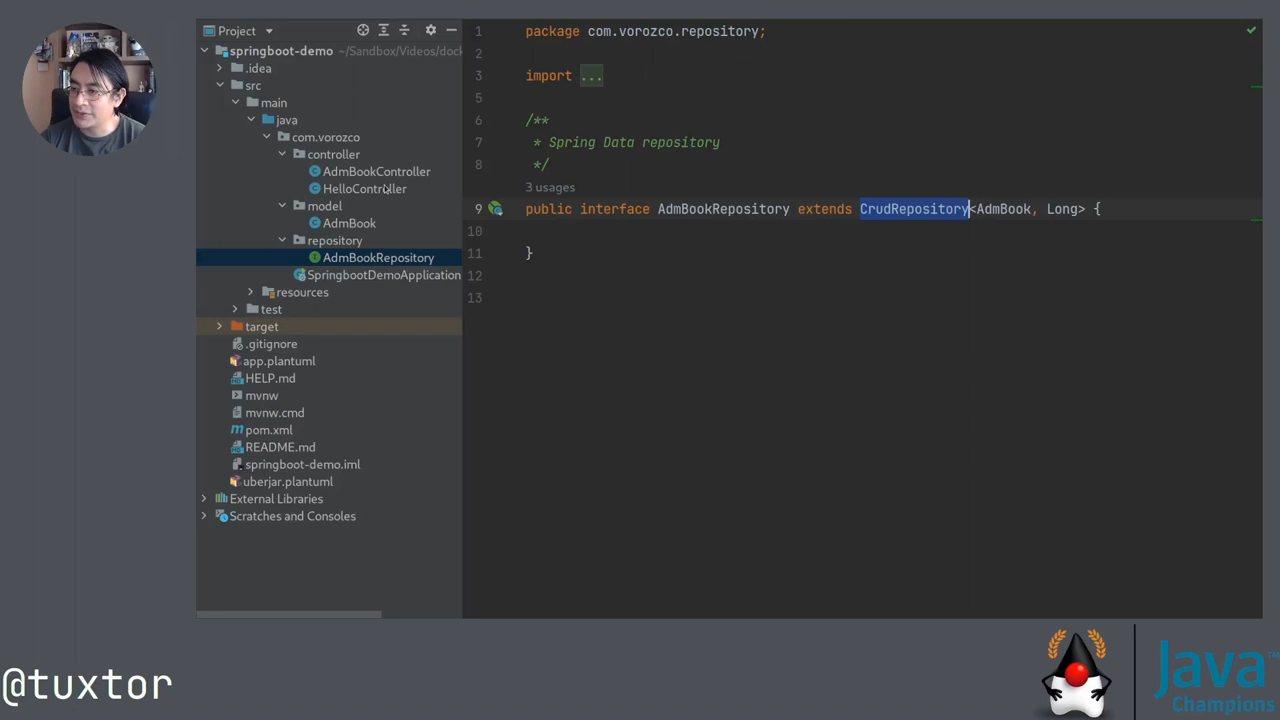 Project
springboot-demo ~/Sandbox/Videos/dock
.idea
src
main
java
com.vorozco
controller
AdmBookController
HelloController
model
AdmBook
repository
AdmBookRepository
SpringbootDemoApplication
resources
test
target
.gitignore
app.plantuml
HELP.md
mvnw
mvnw.cmd
pom.xml
README.md
springboot-demo.iml
uberjar.plantuml
External Libraries
Scratches and Consoles
1 package com.vorozco.repository;
2
3 import ...
5
6 /**
7 * Spring Data repository
8 */
3 usages
9 public interface AdmBookRepository extends CrudRepository<AdmBook, Long> {
10
11 }
12
13
@tuxtor
Java™
Champions